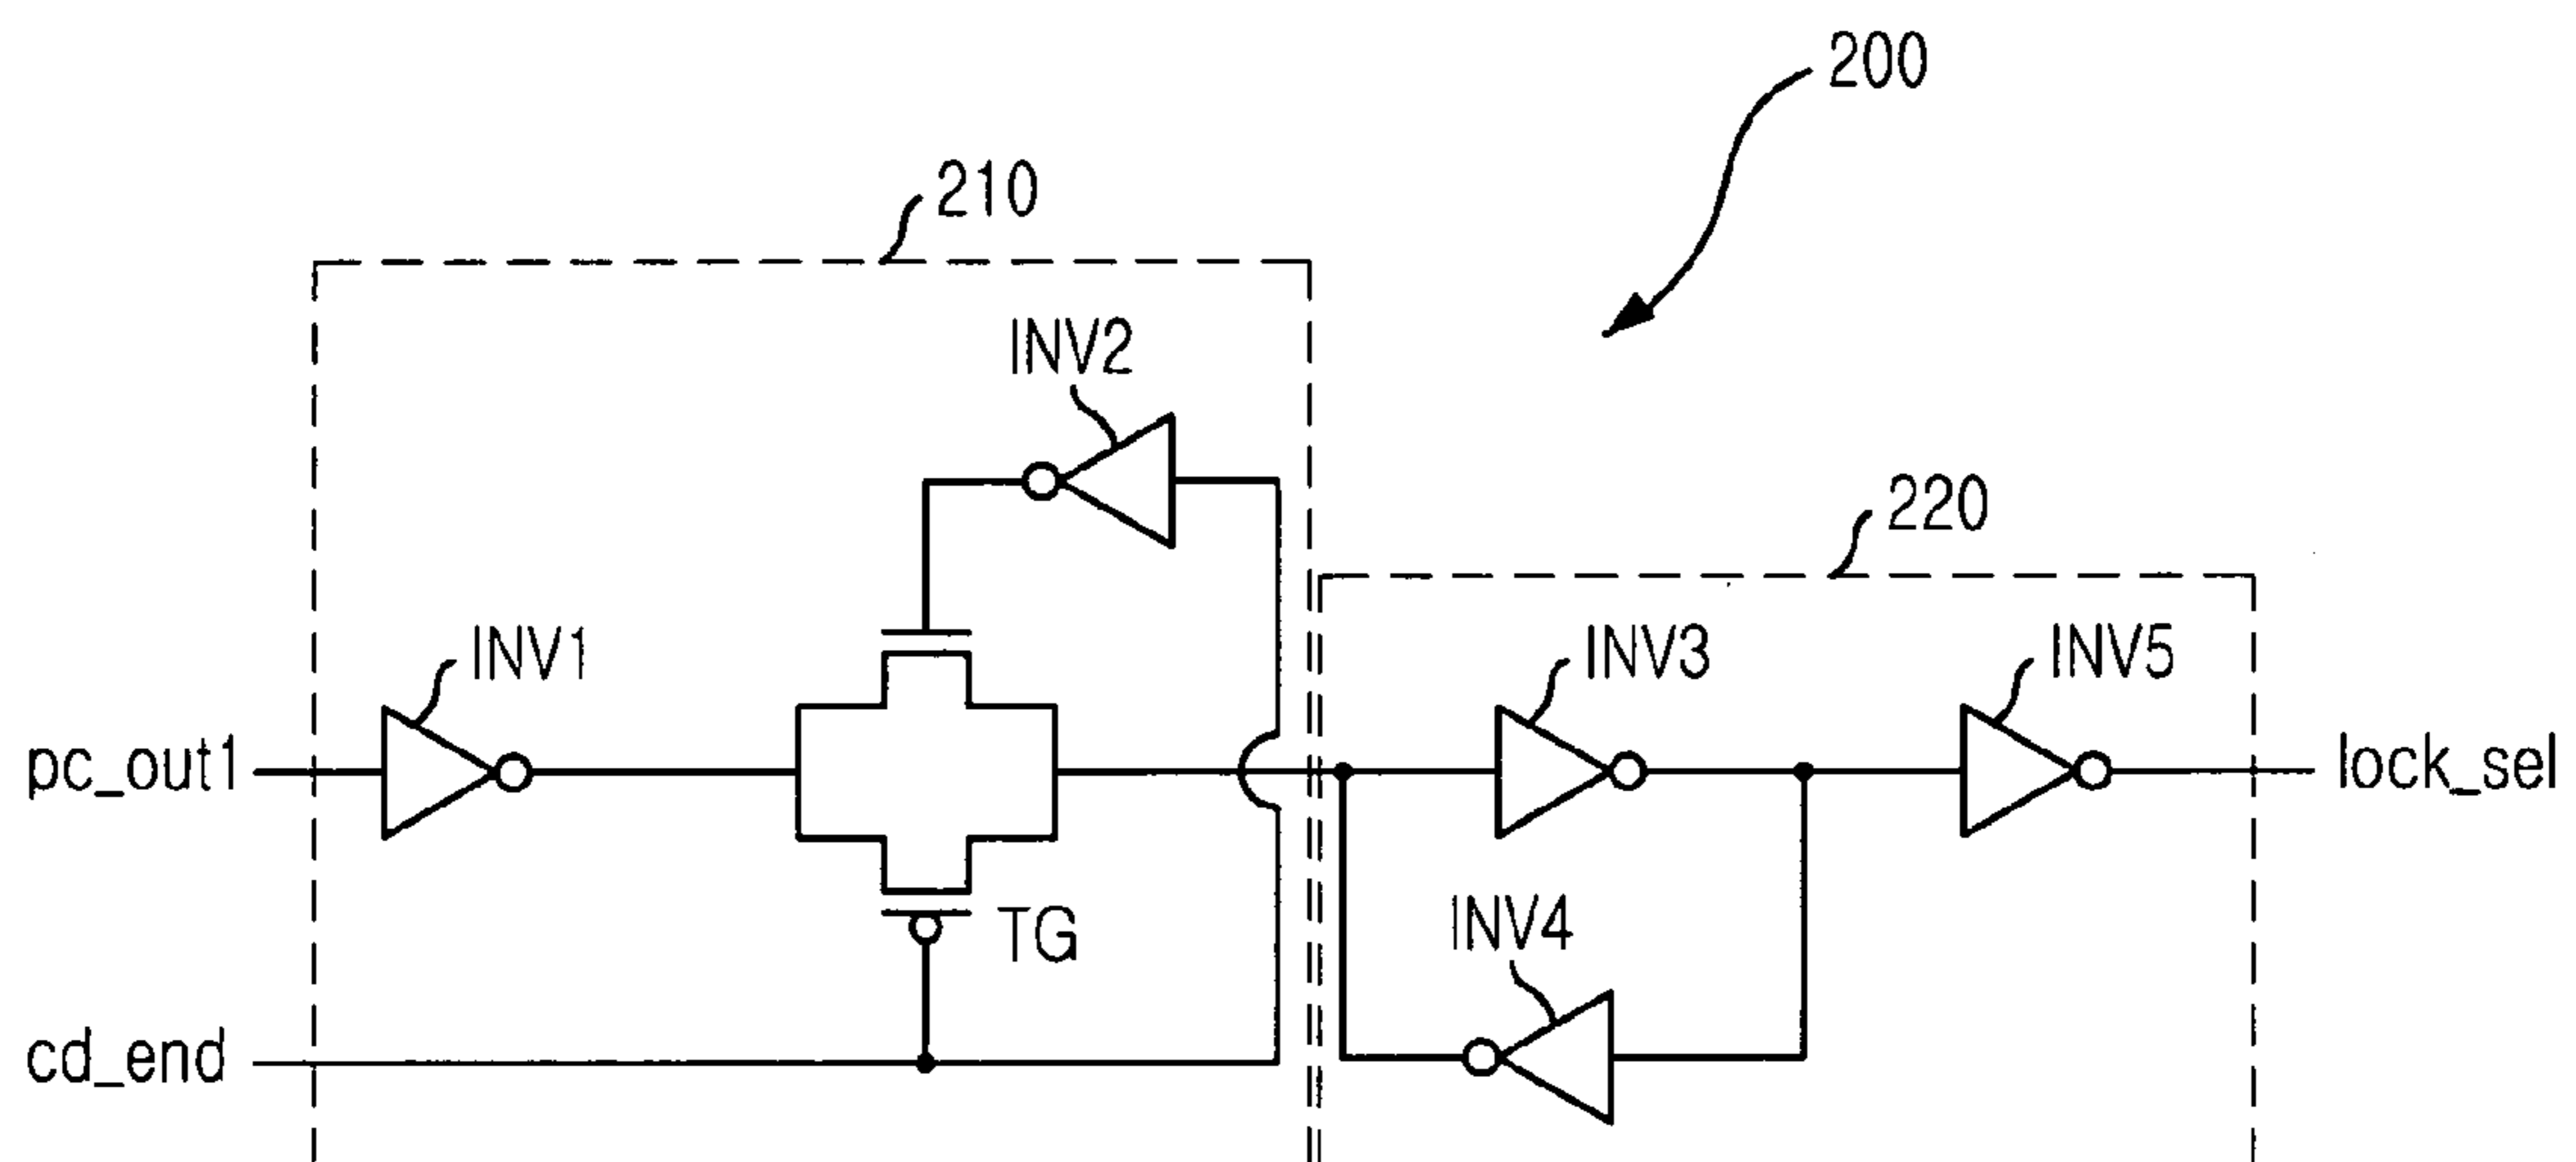 200
210
INV2
220
INV1
INV3
INV5
pc_out1
lock_sel
INV4
TG
cd_end